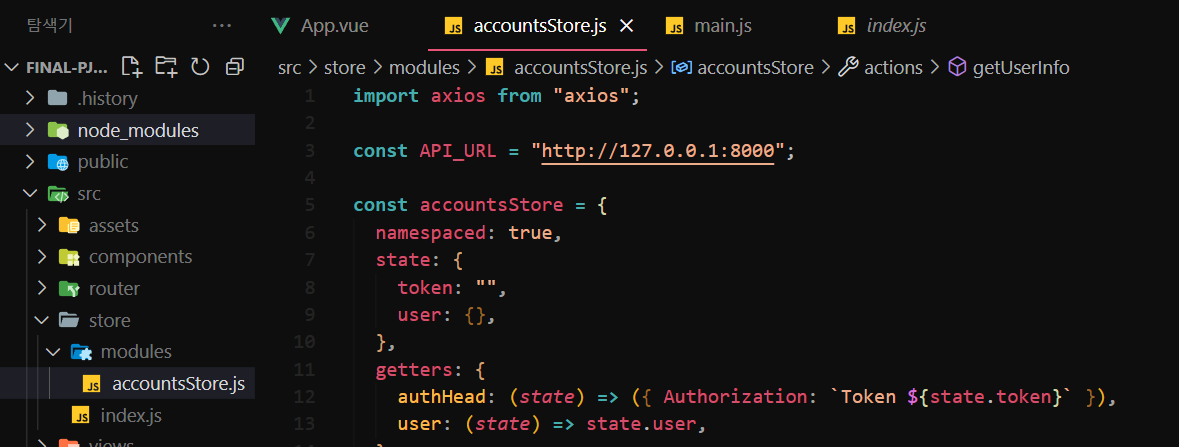 탐색기 ···
App.vue
JS accountsStore.js ×
JS main.js
JS index.js
FINAL-PJ...
src > store > modules > JS accountsStore.js > accountsStore > actions > getUserInfo
.history
node_modules
public
src
assets
components
router
store
modules
JS accountsStore.js
JS index.js
views
1 import axios from "axios";
2
3 const API_URL = "http://127.0.0.1:8000";
4
5 const accountsStore = {
6 namespaced: true,
7 state: {
8 token: "",
9 user: {},
10 },
11 getters: {
12 authHead: (state) => ({ Authorization: `Token ${state.token}` }),
13 user: (state) => state.user,